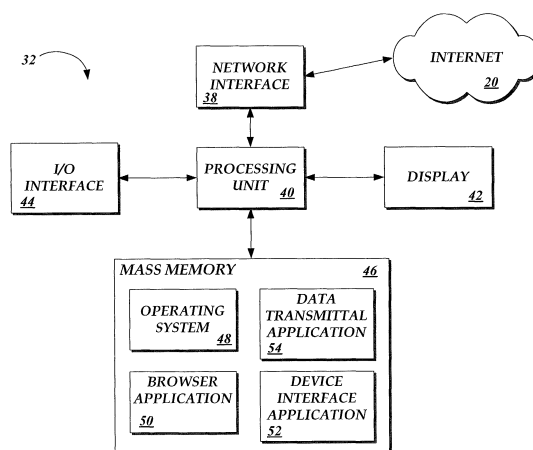 32
NETWORK
INTERFACE
38
INTERNET
20
I/O
INTERFACE
44
PROCESSING
UNIT
40
DISPLAY
42
MASS MEMORY
46
OPERATING
SYSTEM
48
DATA
TRANSMITTAL
APPLICATION
54
BROWSER
APPLICATION
50
DEVICE
INTERFACE
APPLICATION
52